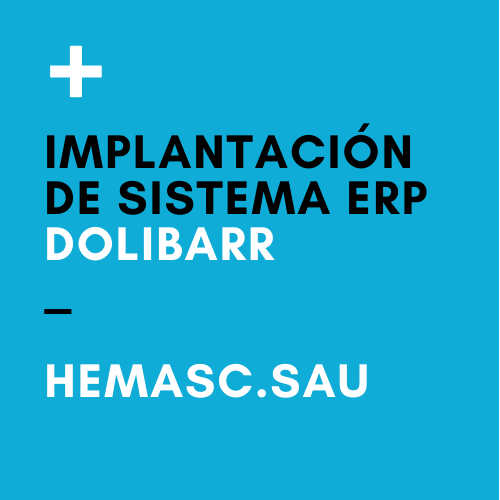 IMPLANTACIÓN
DE SISTEMA ERP
DOLIBARR
HEMASC.SAU